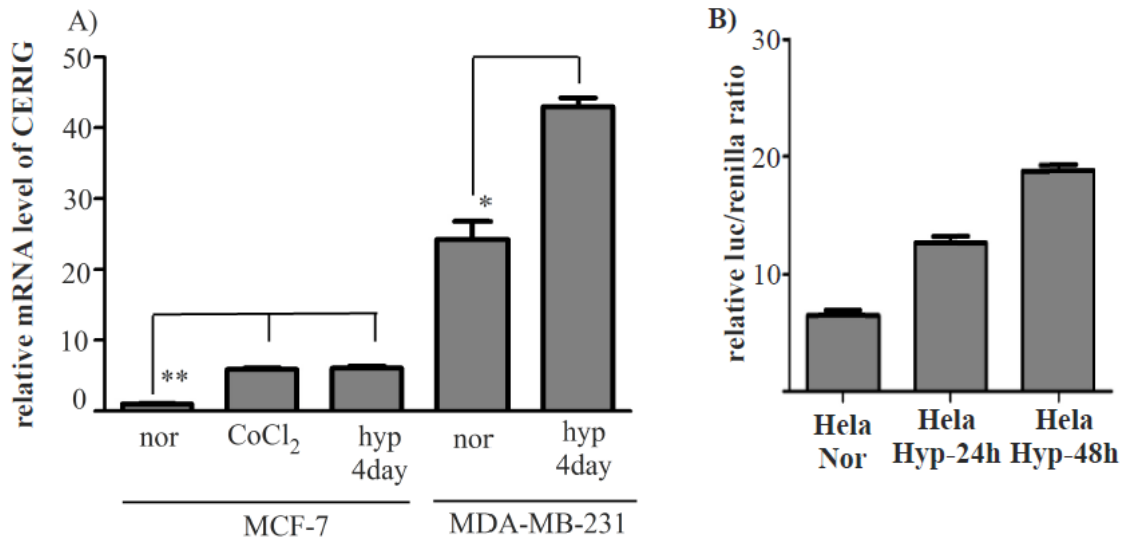 A)
relative mRNA level of CERIG
50
40
30
20
10
0
**
*
nor
CoCl₂
hyp
4day
nor
hyp
4day
MCF-7
MDA-MB-231
B)
relative luc/renilla ratio
30
20
10
Hela
Nor
Hela
Hyp-24h
Hela
Hyp-48h